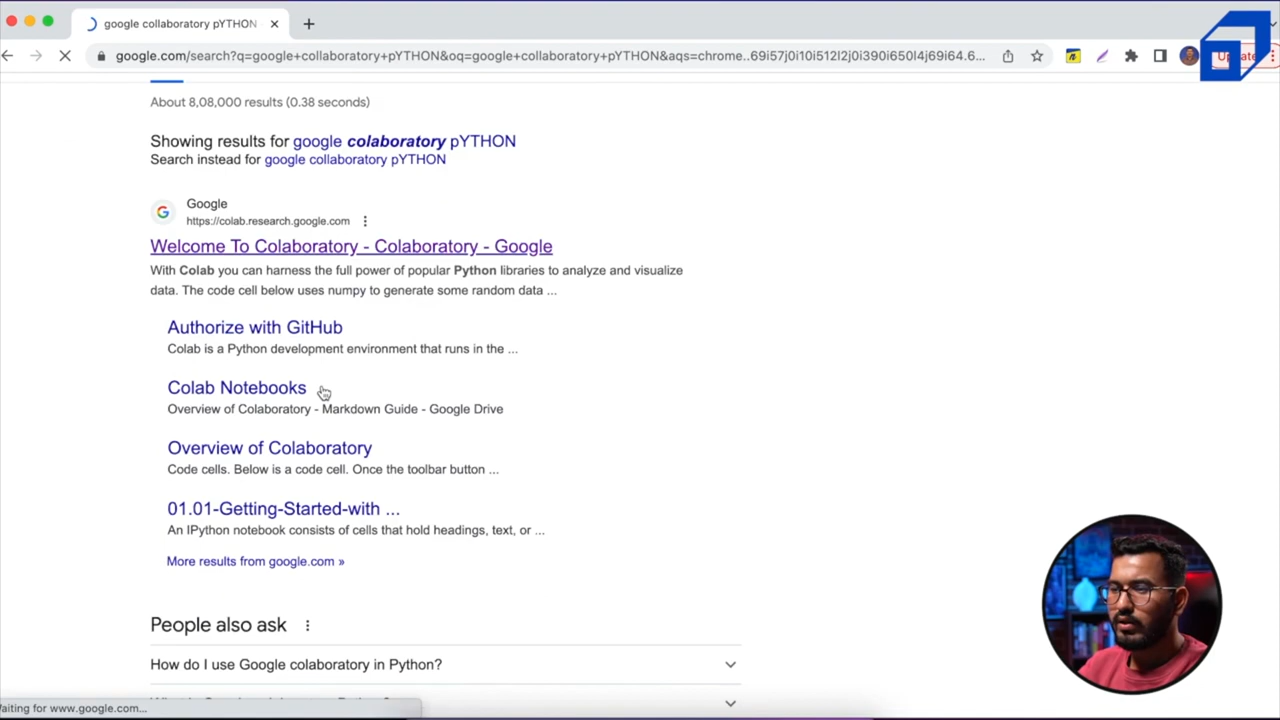 google collaboratory pYTHON
google.com/search?q=google+collaboratory+pYTHON&oq=google+collaboratory+pYTHON&aqs=chrome..69i57j0i10i512l2j0i390i650l4j69i64.6...
Update
About 8,08,000 results (0.38 seconds)
Showing results for google colaboratory pYTHON
Search instead for google collaboratory pYTHON
Google
https://colab.research.google.com
Welcome To Colaboratory - Colaboratory - Google
With Colab you can harness the full power of popular Python libraries to analyze and visualize
data. The code cell below uses numpy to generate some random data ...
Authorize with GitHub
Colab is a Python development environment that runs in the ...
Colab Notebooks
Overview of Colaboratory - Markdown Guide - Google Drive
Overview of Colaboratory
Code cells. Below is a code cell. Once the toolbar button ...
01.01-Getting-Started-with ...
An IPython notebook consists of cells that hold headings, text, or ...
More results from google.com »
People also ask
How do I use Google colaboratory in Python?
Waiting for www.google.com...